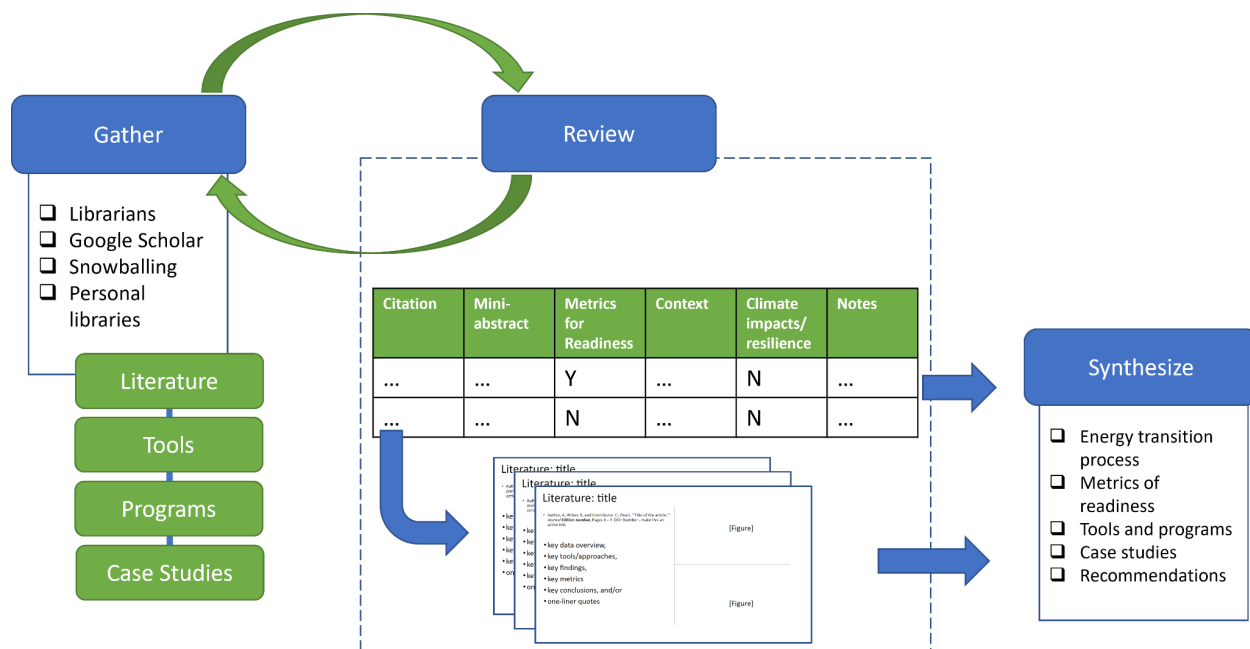 Gather
Review
❑ Librarians
❑ Google Scholar
❑ Snowballing
❑ Personal
libraries
Literature
Tools
Programs
Case Studies
Citation
Mini-
abstract
Metrics
for
Readiness
Context
Climate
impacts/
resilience
Notes
... ... Y ... N ...
... ... N ... N ...
Literature: title
Literature: title
Literature: title
• Author, A, Writer, B, and Contributor, C, (Year). "Title of the article."
Journal Edition number, Pages X – Y. DOI: Number – make this an
active link
•key data overview,
•key tools/approaches,
•key findings,
•key metrics
•key conclusions, and/or
•one-liner quotes
[Figure]
[Figure]
Synthesize
❑ Energy transition
process
❑ Metrics of
readiness
❑ Tools and programs
❑ Case studies
❑ Recommendations